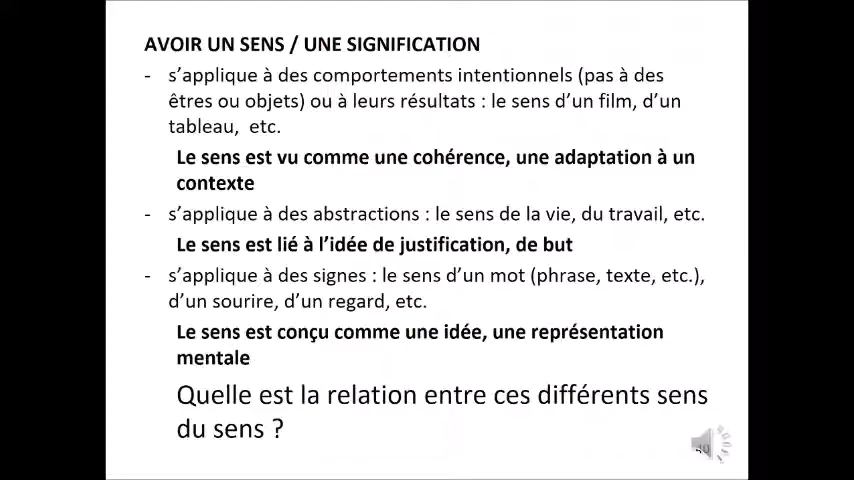 AVOIR UN SENS / UNE SIGNIFICATION
- s’applique à des comportements intentionnels (pas à des
êtres ou objets) ou à leurs résultats : le sens d’un film, d’un
tableau, etc.
Le sens est vu comme une cohérence, une adaptation à un
contexte
- s’applique à des abstractions : le sens de la vie, du travail, etc.
Le sens est lié à l’idée de justification, de but
- s’applique à des signes : le sens d’un mot (phrase, texte, etc.),
d’un sourire, d’un regard, etc.
Le sens est conçu comme une idée, une représentation
mentale
Quelle est la relation entre ces différents sens
du sens ?